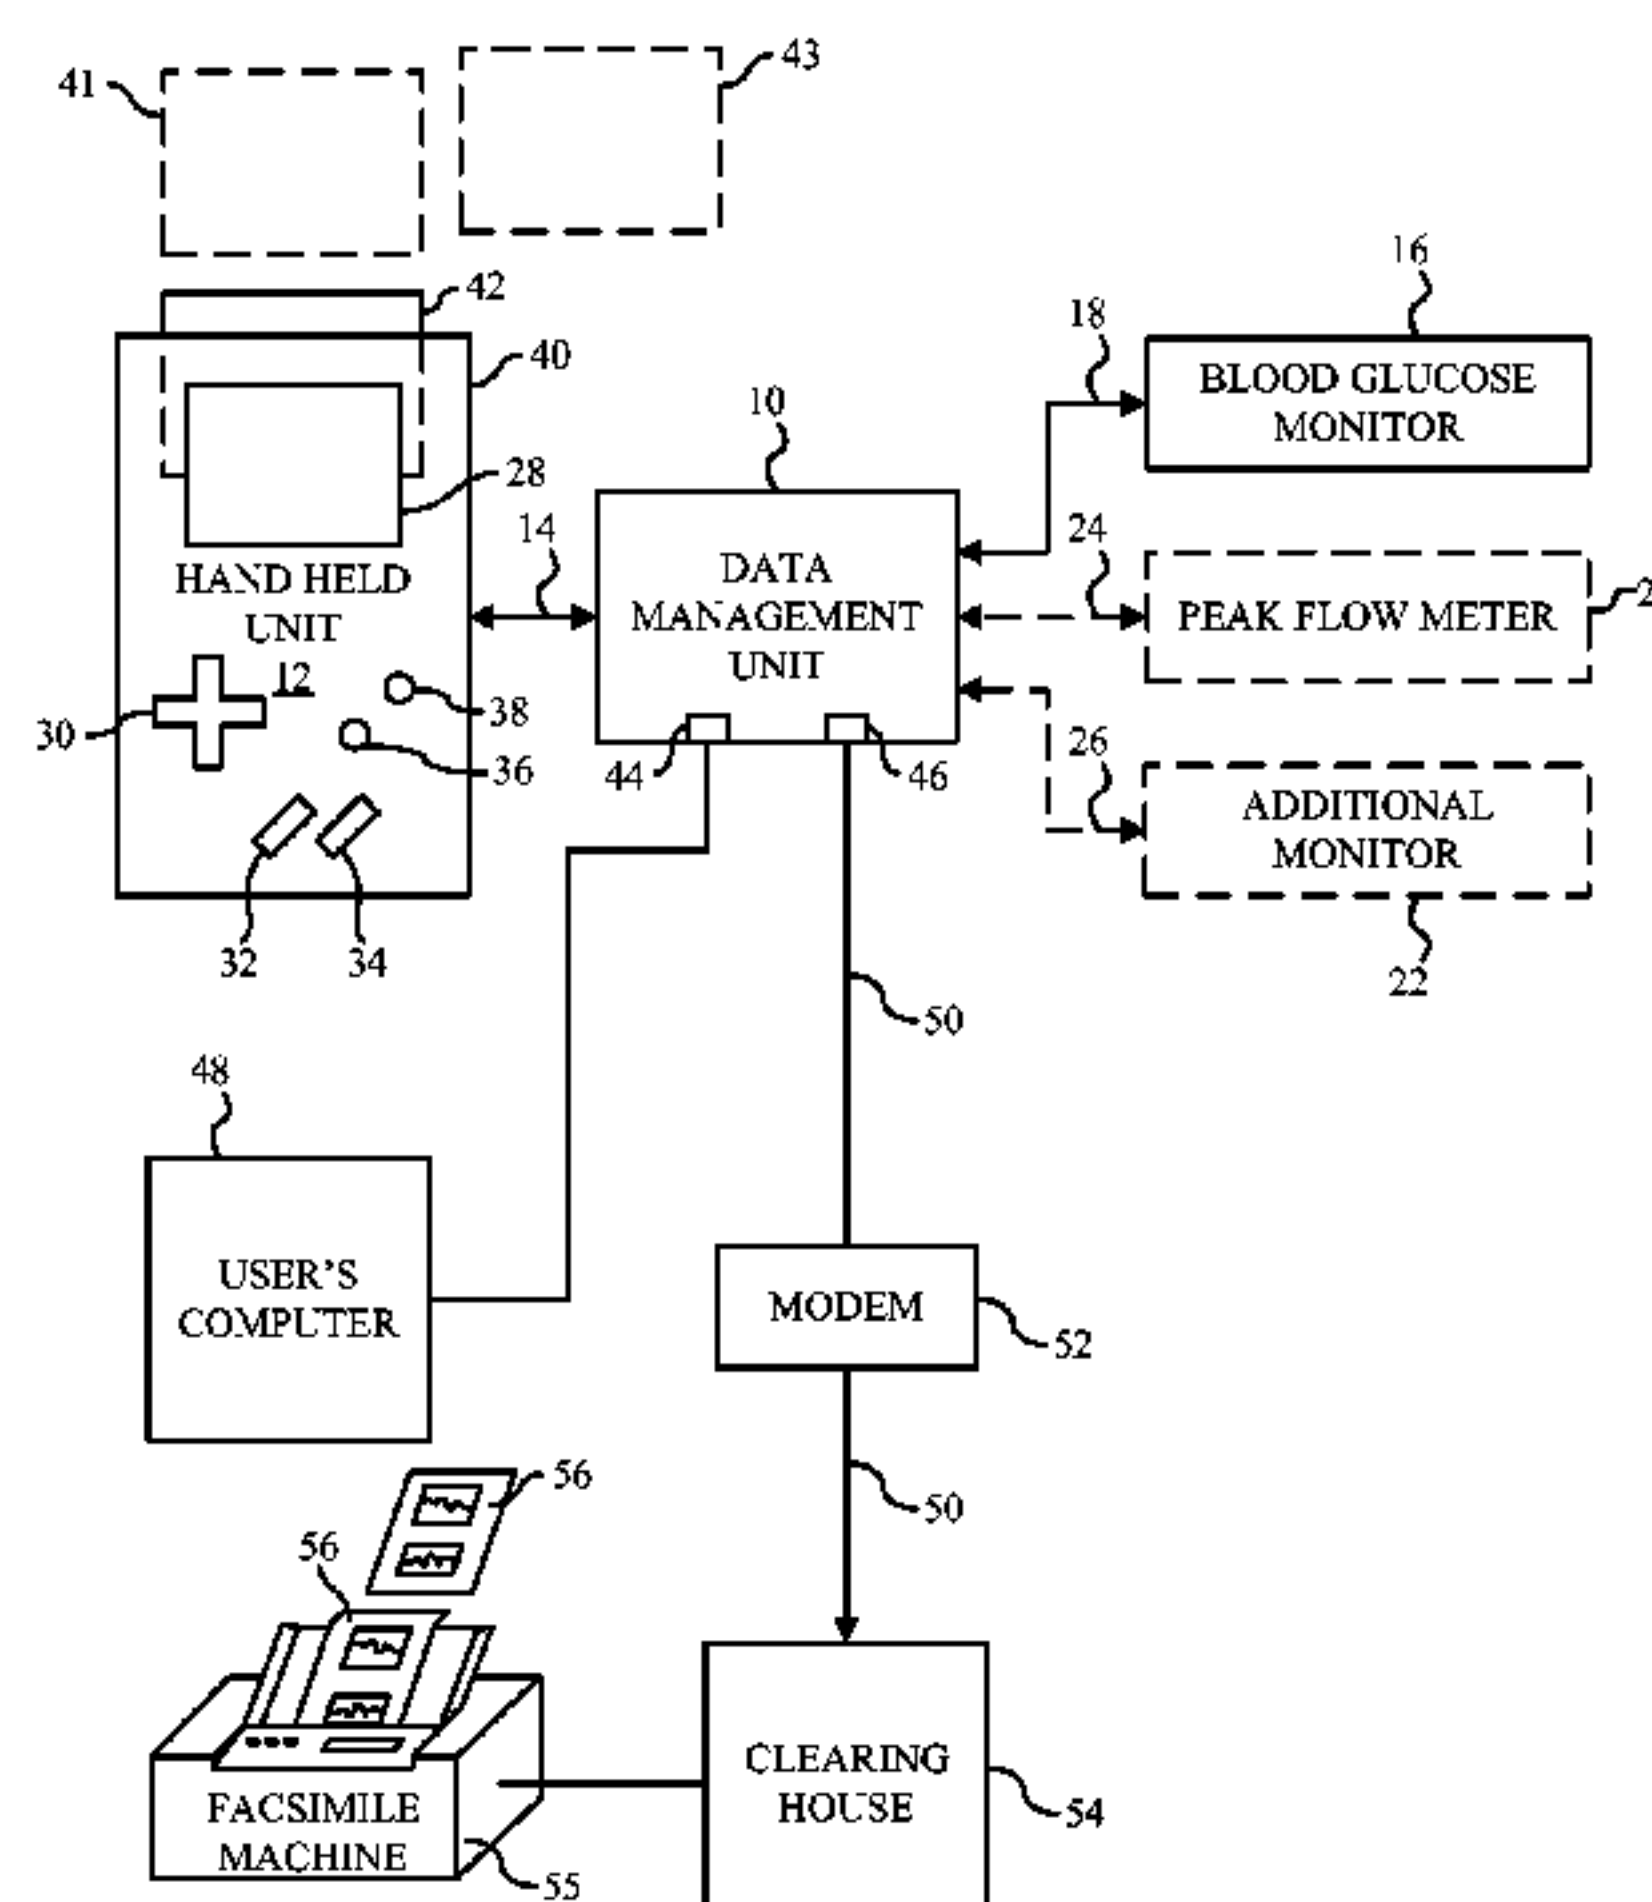 43
41
42
16
40
18
BLOOD GLUCOSE
MONITOR
10
28
14
24
DATA
MANAGEMENT
UNIT
HAND HELD
UNIT
12
PEAK FLOW METER
38
30
36
44
46
26
ADDITIONAL
MONITOR
32
34
22
50
48
USER'S
COMPUTER
MODEM
52
56
50
56
CLEARING
HOUSE
54
FACSIMILE
MACHINE
55